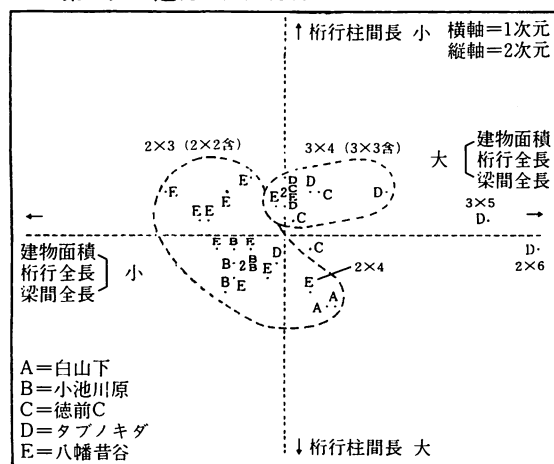 ↑桁行柱間長 小
横軸=1次元
縦軸=2次元
2×3 (2×2含)
3×4 (3×3含)
大
建物面積
桁行全長
梁間全長
E
E
E
E E
E
2
D
C
E
D
D
C
C
D
3×5
D
←
→
建物面積
桁行全長
梁間全長
小
E B E
B 2 B
B
D
E
B E
C
2×4
E
A A
D
2×6
A=白山下
B=小池川原
C=徳前C
D=タブノキダ
E=八幡昔谷
↓桁行柱間長 大